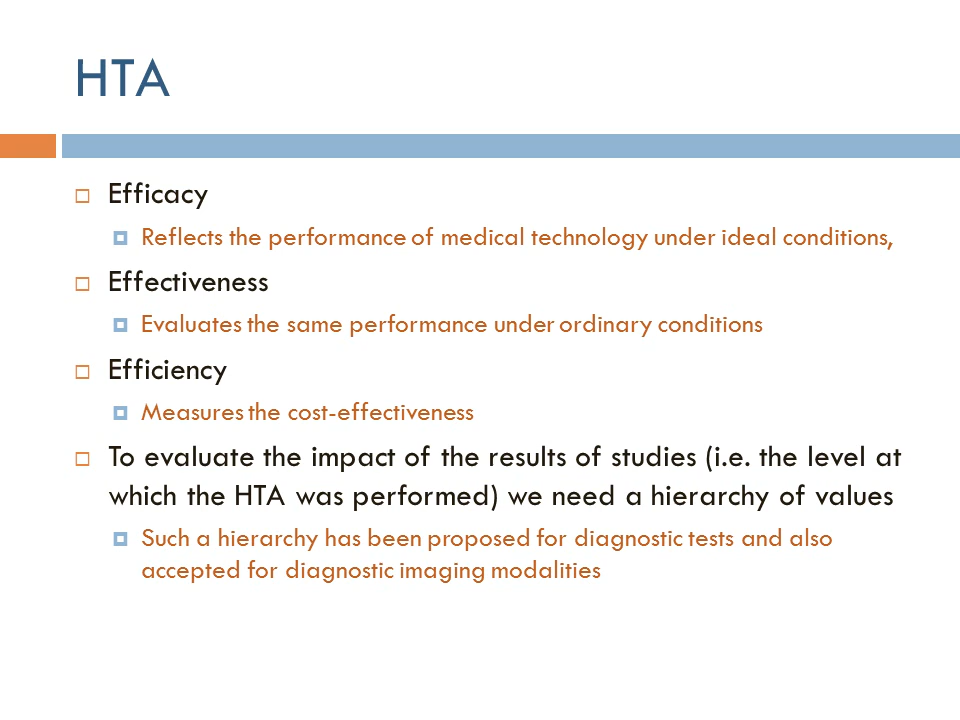 HTA
Efficacy
Reflects the performance of medical technology under ideal conditions,
Effectiveness
Evaluates the same performance under ordinary conditions
Efficiency
Measures the cost-effectiveness
To evaluate the impact of the results of studies (i.e. the level at
which the HTA was performed) we need a hierarchy of values
Such a hierarchy has been proposed for diagnostic tests and also
accepted for diagnostic imaging modalities